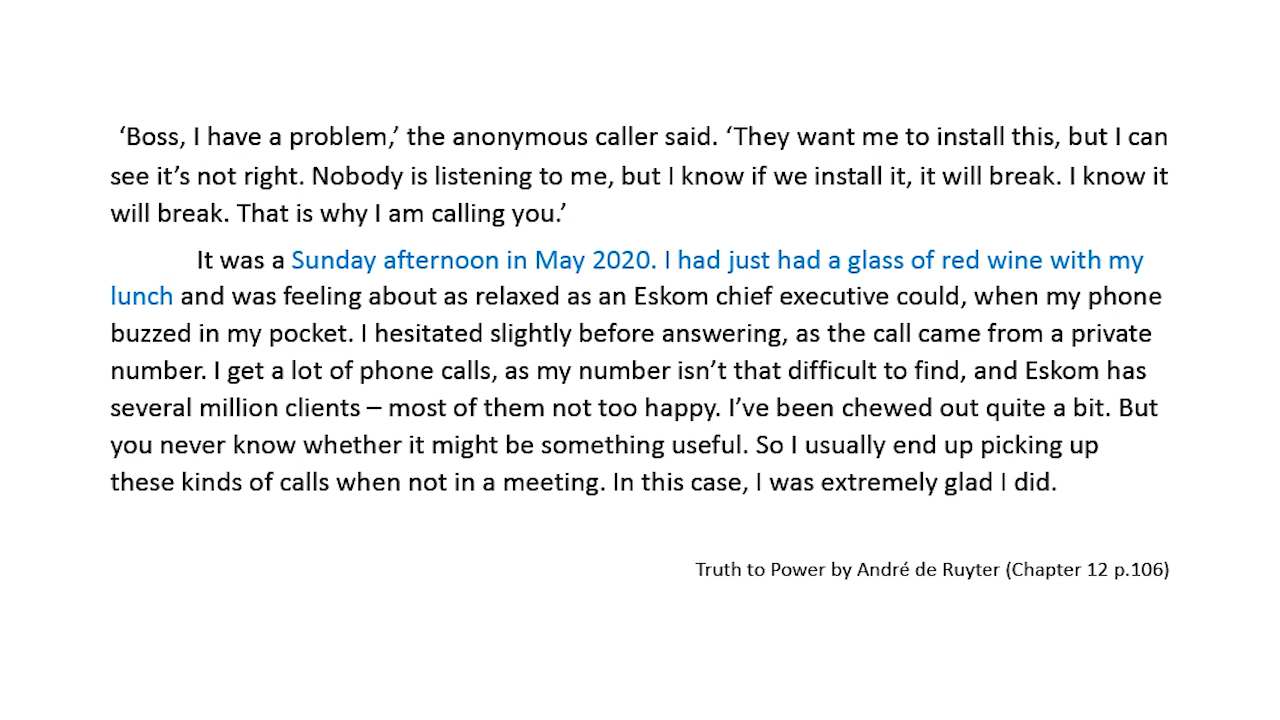 ‘Boss, I have a problem,’ the anonymous caller said. ‘They want me to install this, but I can
see it’s not right. Nobody is listening to me, but I know if we install it, it will break. I know it
will break. That is why I am calling you.’
It was a Sunday afternoon in May 2020. I had just had a glass of red wine with my
lunch and was feeling about as relaxed as an Eskom chief executive could, when my phone
buzzed in my pocket. I hesitated slightly before answering, as the call came from a private
number. I get a lot of phone calls, as my number isn’t that difficult to find, and Eskom has
several million clients – most of them not too happy. I’ve been chewed out quite a bit. But
you never know whether it might be something useful. So I usually end up picking up
these kinds of calls when not in a meeting. In this case, I was extremely glad I did.
Truth to Power by André de Ruyter (Chapter 12 p.106)